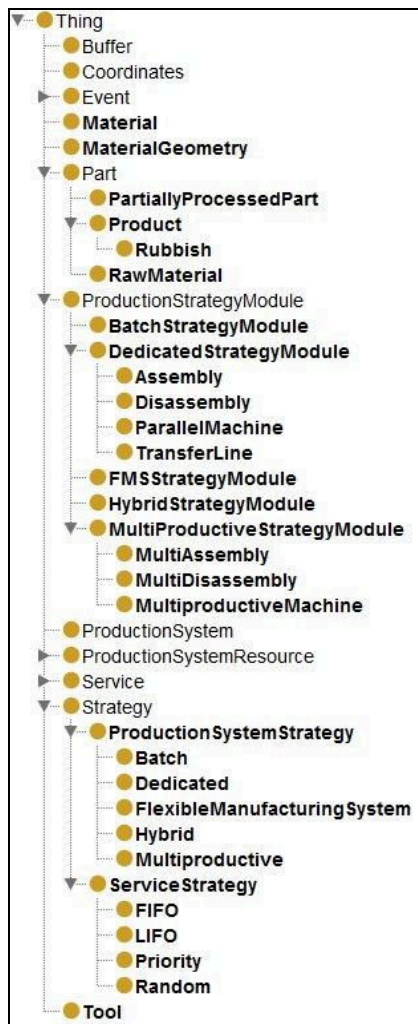 Thing
Buffer
Coordinates
Event
Material
MaterialGeometry
Part
PartiallyProcessedPart
Product
Rubbish
RawMaterial
ProductionStrategyModule
BatchStrategyModule
DedicatedStrategyModule
Assembly
Disassembly
ParallelMachine
TransferLine
FMSStrategyModule
HybridStrategyModule
MultiProductiveStrategyModule
MultiAssembly
MultiDisassembly
MultiproductiveMachine
ProductionSystem
ProductionSystemResource
Service
Strategy
ProductionSystemStrategy
Batch
Dedicated
FlexibleManufacturingSystem
Hybrid
Multiproductive
ServiceStrategy
FIFO
LIFO
Priority
Random
Tool